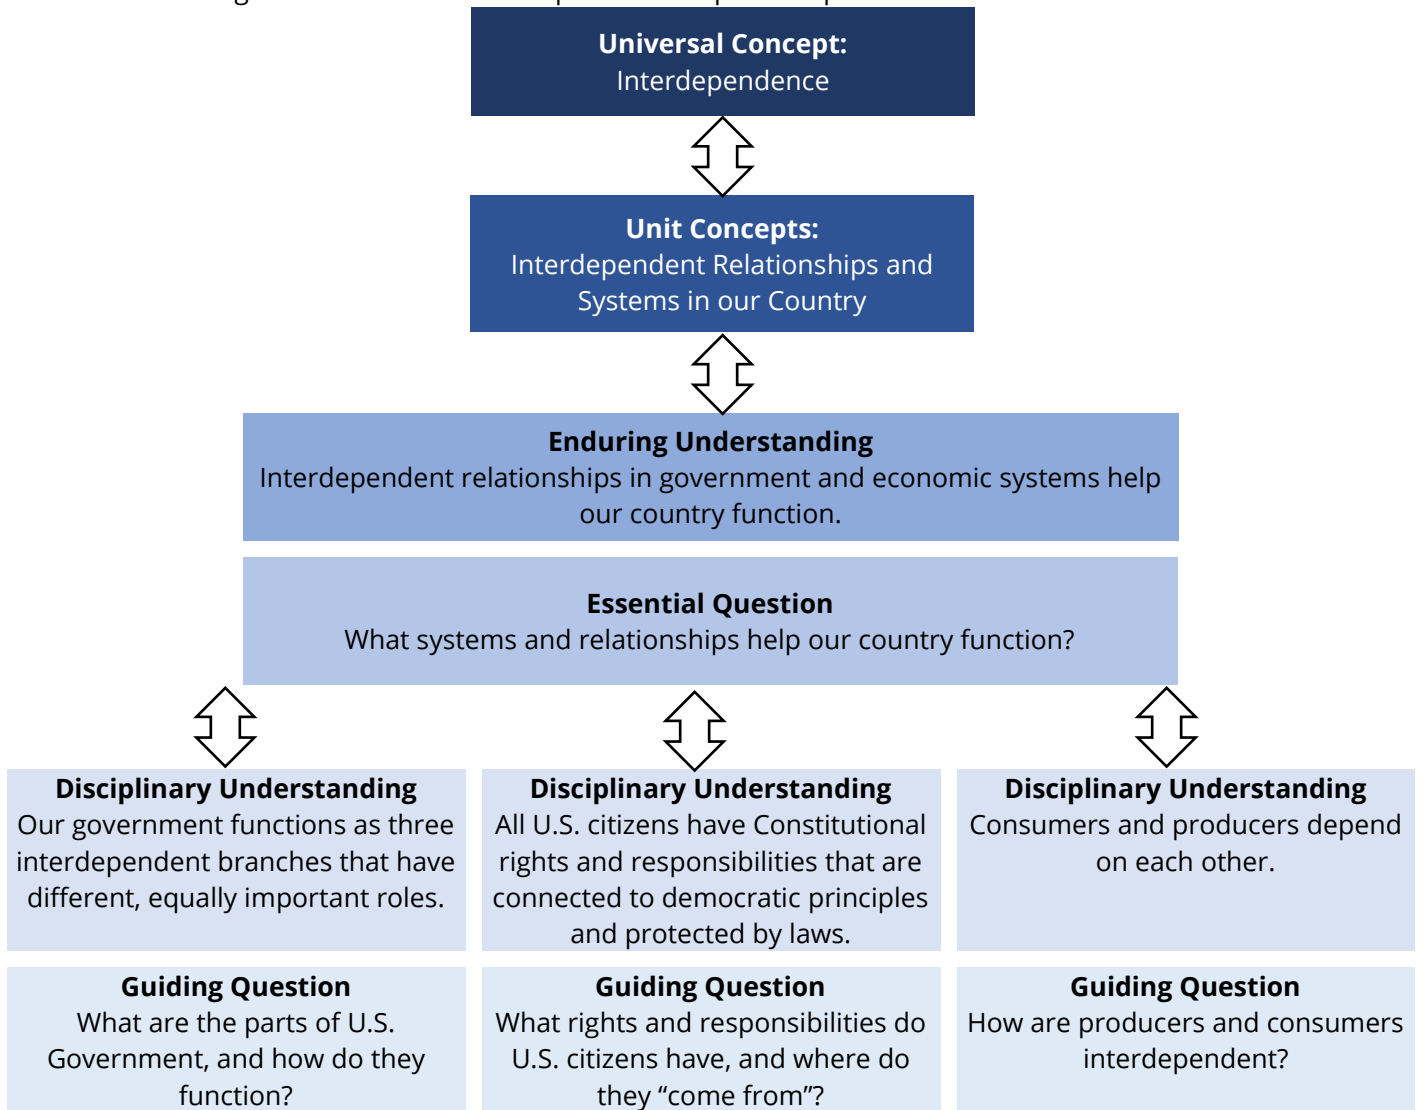 Universal Concept:
Interdependence
Unit Concepts:
Interdependent Relationships and
Systems in our Country
Enduring Understanding
Interdependent relationships in government and economic systems help
our country function.
Essential Question
What systems and relationships help our country function?
Disciplinary Understanding
Our government functions as three
interdependent branches that have
different, equally important roles.
Disciplinary Understanding
All U.S. citizens have Constitutional
rights and responsibilities that are
connected to democratic principles
and protected by laws.
Disciplinary Understanding
Consumers and producers depend
on each other.
Guiding Question
What are the parts of U.S.
Government, and how do they
function?
Guiding Question
What rights and responsibilities do
U.S. citizens have, and where do
they “come from”?
Guiding Question
How are producers and consumers
interdependent?